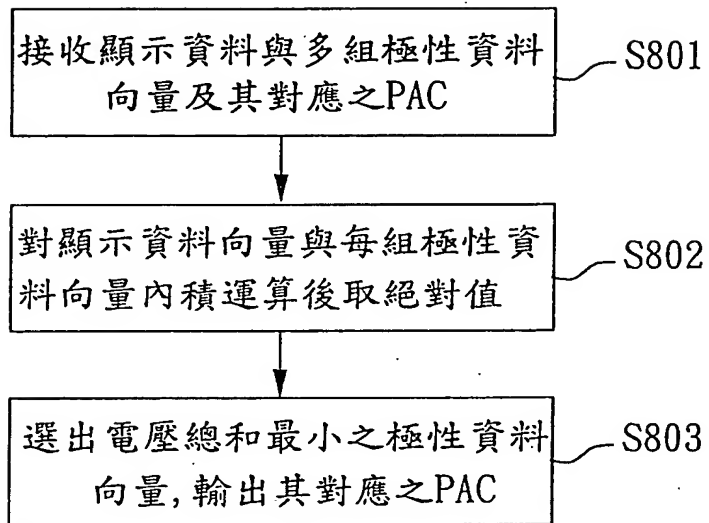 接收顯示資料與多組極性資料
向量及其對應之PAC
S801
對顯示資料向量與每組極性資
料向量內積運算後取絕對值
S802
選出電壓總和最小之極性資料
向量,輸出其對應之PAC
S803